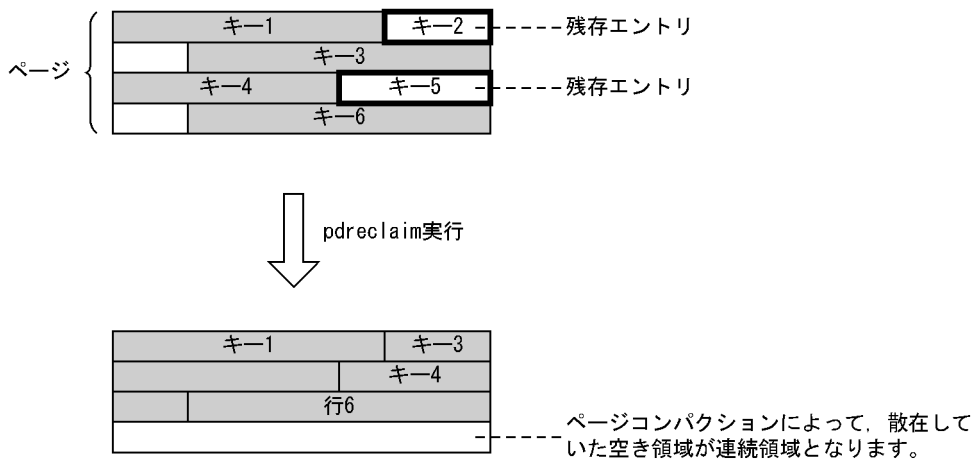 キー1 キー2 残存エントリ
キー3
ページ
キー4 キー5 残存エントリ
キー6
pdreclaim実行
キー1 キー3
キー4
行6
ページコンパクションによって，散在して
いた空き領域が連続領域となります。